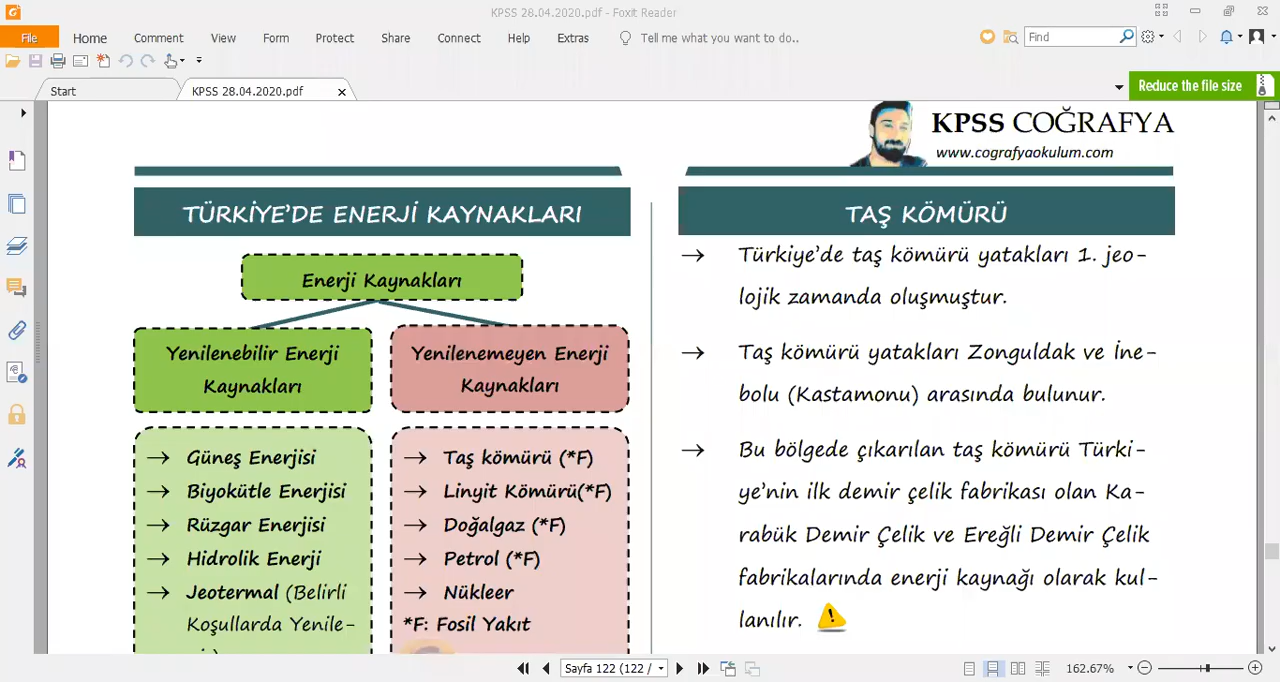 KPSS 28.04.2020.pdf - Foxit Reader
File Home Comment View Form Protect Share Connect Help Extras Tell me what you want to do.. Find
Start KPSS 28.04.2020.pdf Reduce the file size
KPSS COĞRAFYA
www.cografyaokulum.com
TÜRKİYE'DE ENERJİ KAYNAKLARI
Enerji Kaynakları
Yenilenebilir Enerji
Kaynakları
→ Güneş Enerjisi
→ Biyokütle Enerjisi
→ Rüzgar Enerjisi
→ Hidrolik Enerji
→ Jeotermal (Belirli
Koşullarda Yenile-
Yenilenemeyen Enerji
Kaynakları
→ Taş kömürü (*F)
→ Linyit Kömürü(*F)
→ Doğalgaz (*F)
→ Petrol (*F)
→ Nükleer
*F: Fosil Yakıt
TAŞ KÖMÜRÜ
→ Türkiye'de taş kömürü yatakları 1. jeo-
lojik zamanda oluşmuştur.
→ Taş kömürü yatakları Zonguldak ve İne-
bolu (Kastamonu) arasında bulunur.
→ Bu bölgede çıkarılan taş kömürü Türki-
ye'nin ilk demir çelik fabrikası olan Ka-
rabük Demir Çelik ve Ereğli Demir Çelik
fabrikalarında enerji kaynağı olarak kul-
lanılır.
Sayfa 122 (122 / 162.67%